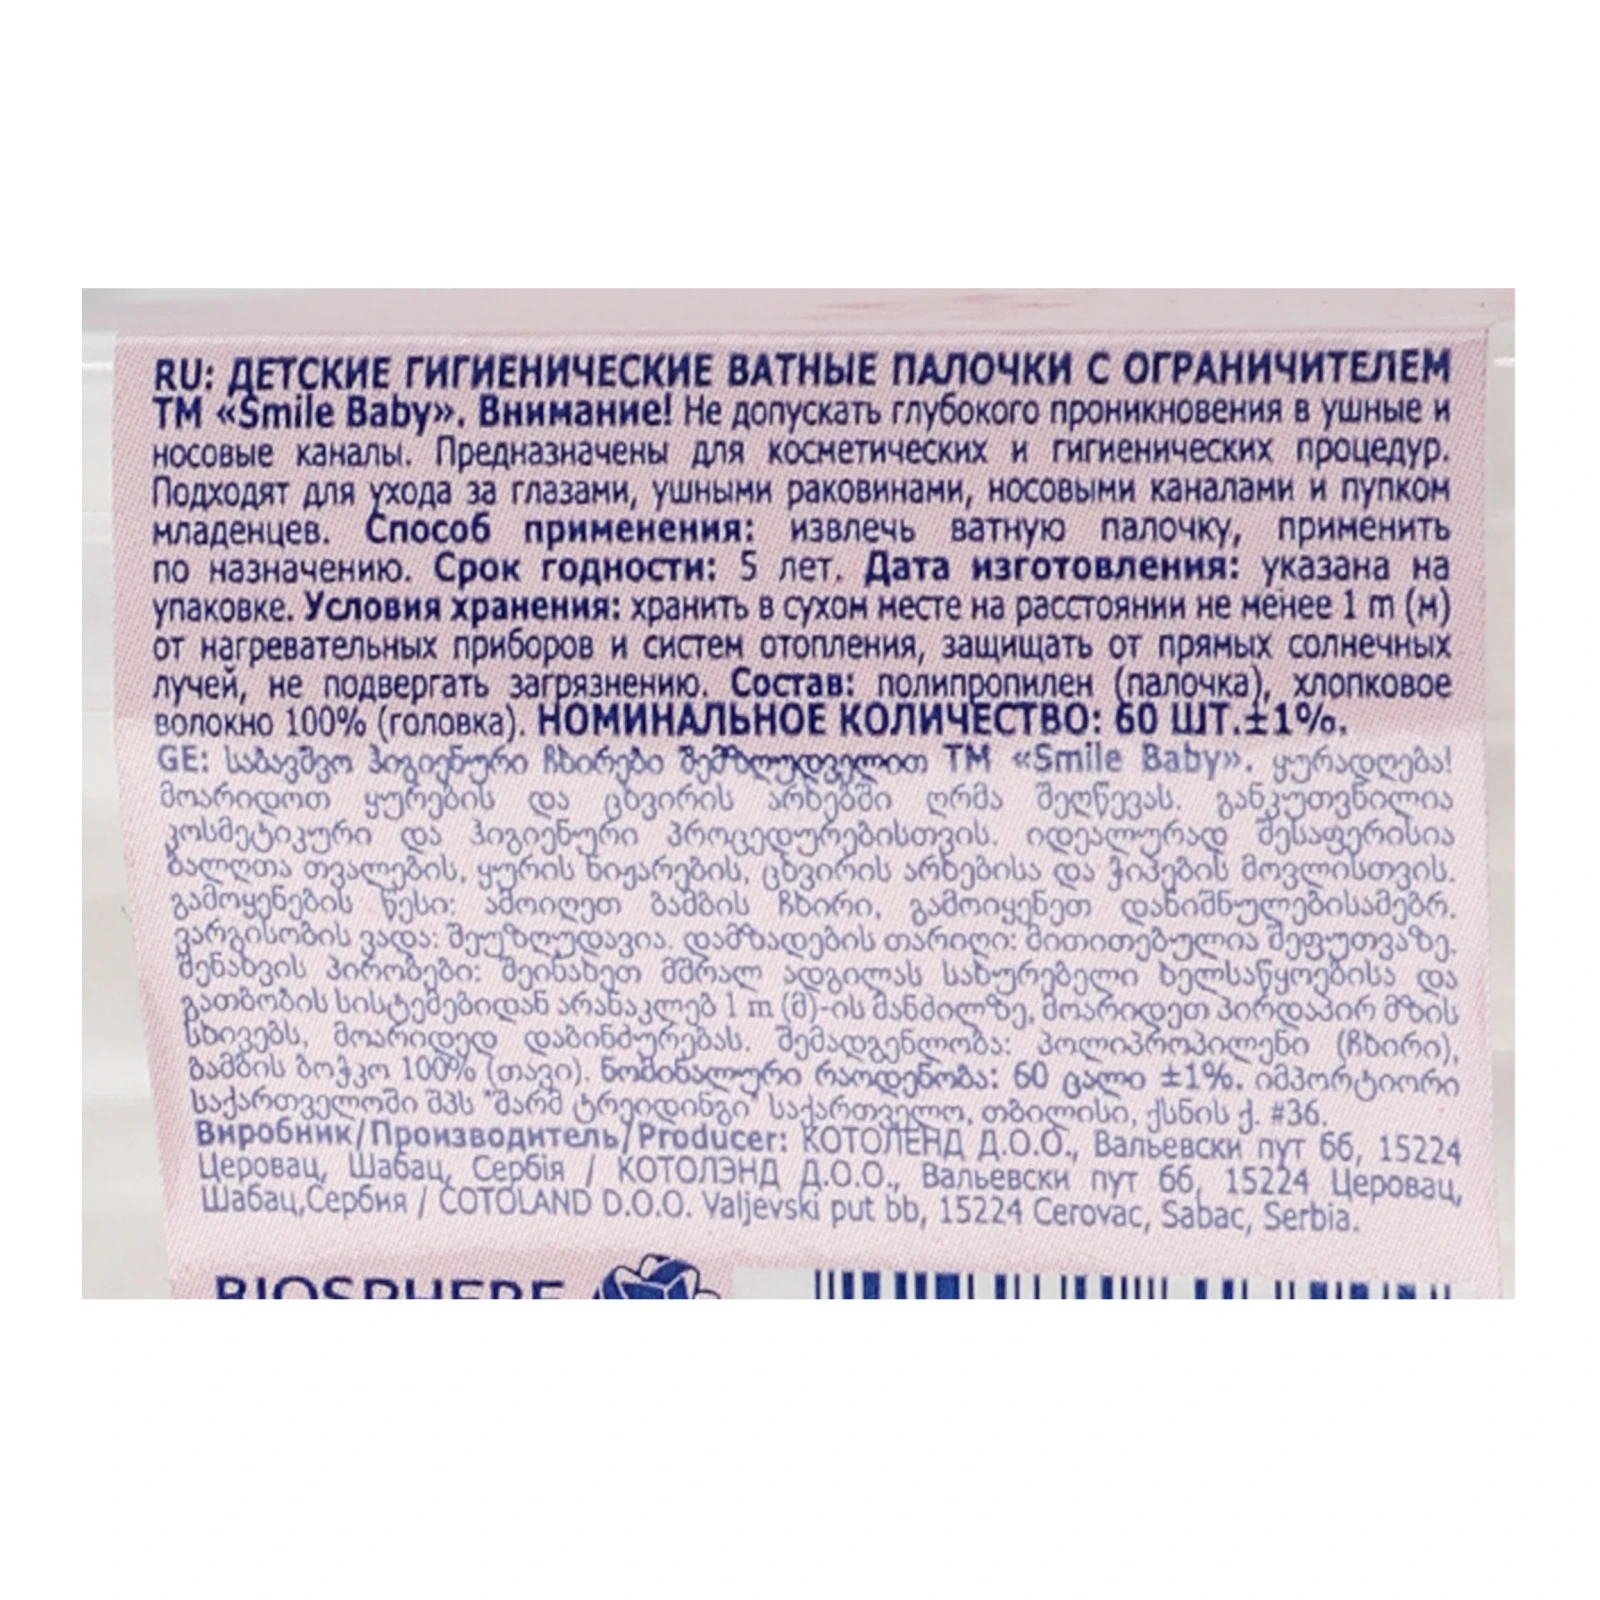 RU: ДЕТСКИЕ ГИГИЕНИЧЕСКИЕ ВАТНЫЕ ПАЛОЧКИ С ОГРАНИЧИТЕЛЕМ
ТМ «Smile Baby». Внимание! Не допускать глубокого проникновения в ушные и
носовые каналы. Предназначены для косметических и гигиенических процедур.
Подходят для ухода за глазами, ушными раковинами, носовыми каналами и пупком
младенцев. Способ применения: извлечь ватную палочку, применить
по назначению. Срок годности: 5 лет. Дата изготовления: указана на
упаковке. Условия хранения: хранить в сухом месте на расстоянии не менее 1 m (м)
от нагревательных приборов и систем отопления, защищать от прямых солнечных
лучей, не подвергать загрязнению. Состав: полипропилен (палочка), хлопковое
волокно 100% (головка). НОМИНАЛЬНОЕ КОЛИЧЕСТВО: 60 ШТ.±1%.
GE: საბავშვო ჰიგიენური ჩხირები შემზღუდველით TM «Smile Baby». ყურადღება!
მოარიდოთ ყურების და ცხვირის არხებში ღრმა შეღწევას. განკუთვნილია
კოსმეტიკური და ჰიგიენური პროცედურებისთვის. იდეალურად შესაფერისია
ბალღთა თვალების, ყურის ნიჟარების, ცხვირის არხებისა და ჭიპების მოვლისთვის.
გამოყენების წესი: ამოიღეთ ბამბის ჩხირი, გამოიყენეთ დანიშნულებისამებრ.
ვარგისობის ვადა: შეუზღუდავია. დამზადების თარიღი: მითითებულია შეფუთვაზე.
შენახვის პირობები: შეინახეთ მშრალ ადგილას სახურებელი ხელსაწყოებისა და
გათბობის სისტემებიდან არანაკლებ 1 m (მ)-ის მანძილზე, მოარიდეთ პირდაპირ მზის
სხივებს, მოარიდედ დაბინძურებას. შემადგენლობა: პოლიპროპილენი (ჩხირი),
ბამბის ბოჭკო 100% (თავი). ნომინალური რაოდენობა: 60 ცალი ±1%. იმპორტიორი
საქართველოში შპს "შარმ ტრეიდინგი" საქართველო, თბილისი, ქსნის ქ. #36.
Виробник/Производитель/Producer: КОТОЛЕНД Д.О.О., Вальевски пут бб, 15224
Церовац, Шабац, Сербія / КОТОЛЭНД Д.О.О., Вальевски пут бб, 15224 Церовац,
Шабац,Сербия / COTOLAND D.O.O. Valjevski put bb, 15224 Cerovac, Sabac, Serbia.
BIOSPHERE